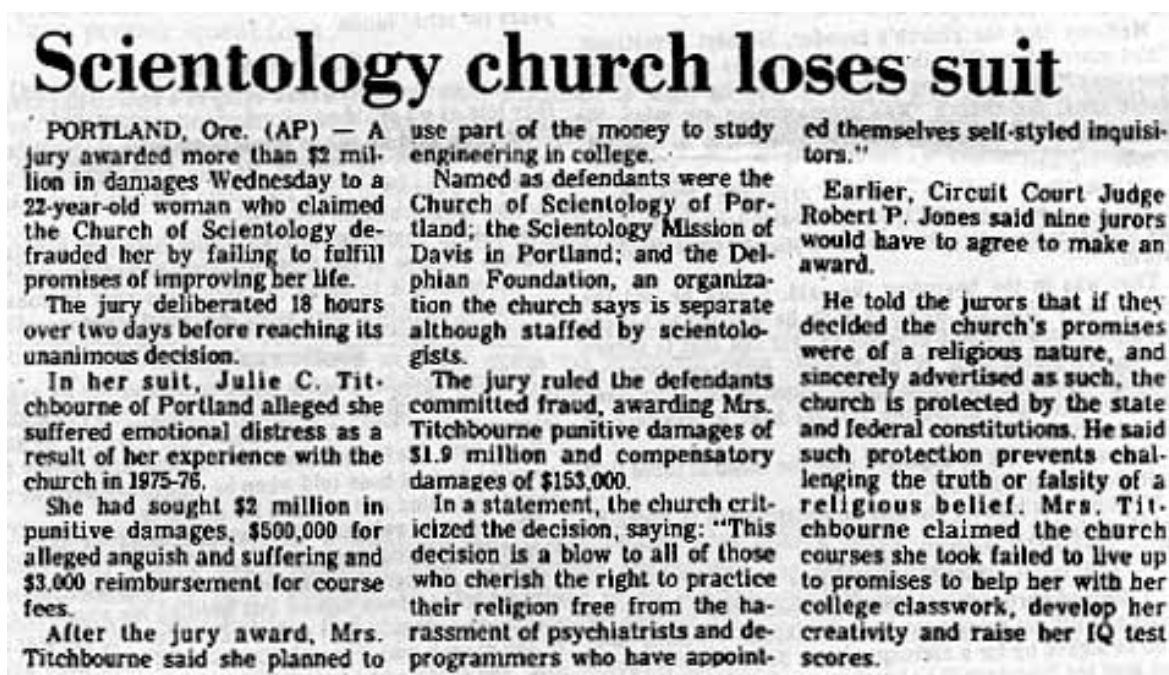 Scientology church loses suit
PORTLAND, Ore. (AP) — A
jury awarded more than $2 mil-
lion in damages Wednesday to a
22-year-old woman who claimed
the Church of Scientology de-
frauded her by failing to fulfill
promises of improving her life.
The jury deliberated 18 hours
over two days before reaching its
unanimous decision.
In her suit, Julie C. Tit-
chbourne of Portland alleged she
suffered emotional distress as a
result of her experience with the
church in 1975-76.
She had sought $2 million in
punitive damages, $500,000 for
alleged anguish and suffering and
$3,000 reimbursement for course
fees.
After the jury award, Mrs.
Titchbourne said she planned to
use part of the money to study
engineering in college.
Named as defendants were the
Church of Scientology of Por-
tland; the Scientology Mission of
Davis in Portland; and the Del-
phian Foundation, an organiza-
tion the church says is separate
although staffed by scientolo-
gists.
The jury ruled the defendants
committed fraud, awarding Mrs.
Titchbourne punitive damages of
$1.9 million and compensatory
damages of $153,000.
In a statement, the church crit-
icized the decision, saying: "This
decision is a blow to all of those
who cherish the right to practice
their religion free from the ha-
rassment of psychiatrists and de-
programmers who have appoint-
ed themselves self-styled inquisi-
tors."
Earlier, Circuit Court Judge
Robert P. Jones said nine jurors
would have to agree to make an
award.
He told the jurors that if they
decided the church's promises
were of a religious nature, and
sincerely advertised as such, the
church is protected by the state
and federal constitutions. He said
such protection prevents chal-
lenging the truth or falsity of a
religious belief. Mrs. Tit-
chbourne claimed the church
courses she took failed to live up
to promises to help her with her
college classwork, develop her
creativity and raise her IQ test
scores.